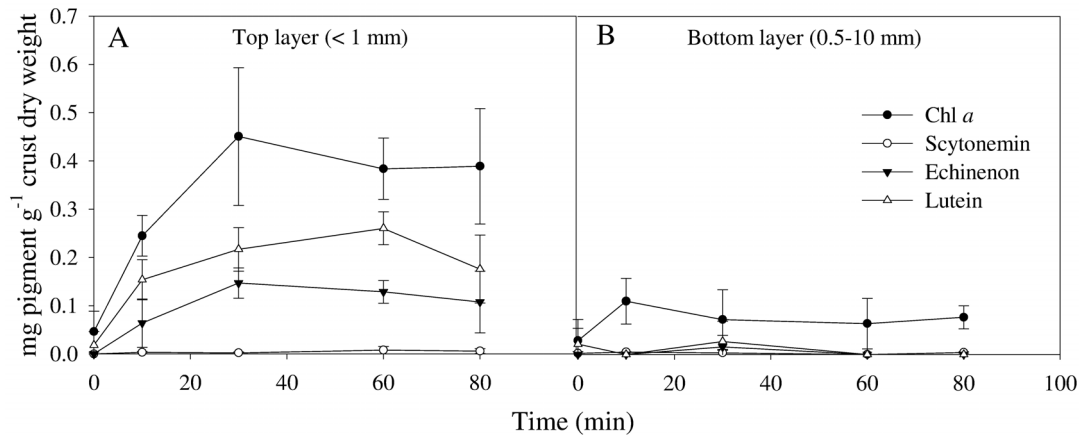 A
Top layer (< 1 mm)
B
Bottom layer (0.5-10 mm)
mg pigment g⁻¹ crust dry weight
0.7
0.6
0.5
0.4
0.3
0.2
0.1
0.0
Chl a
Scytonemin
Echinenon
Lutein
0 20 40 60 80 0 20 40 60 80 100
Time (min)